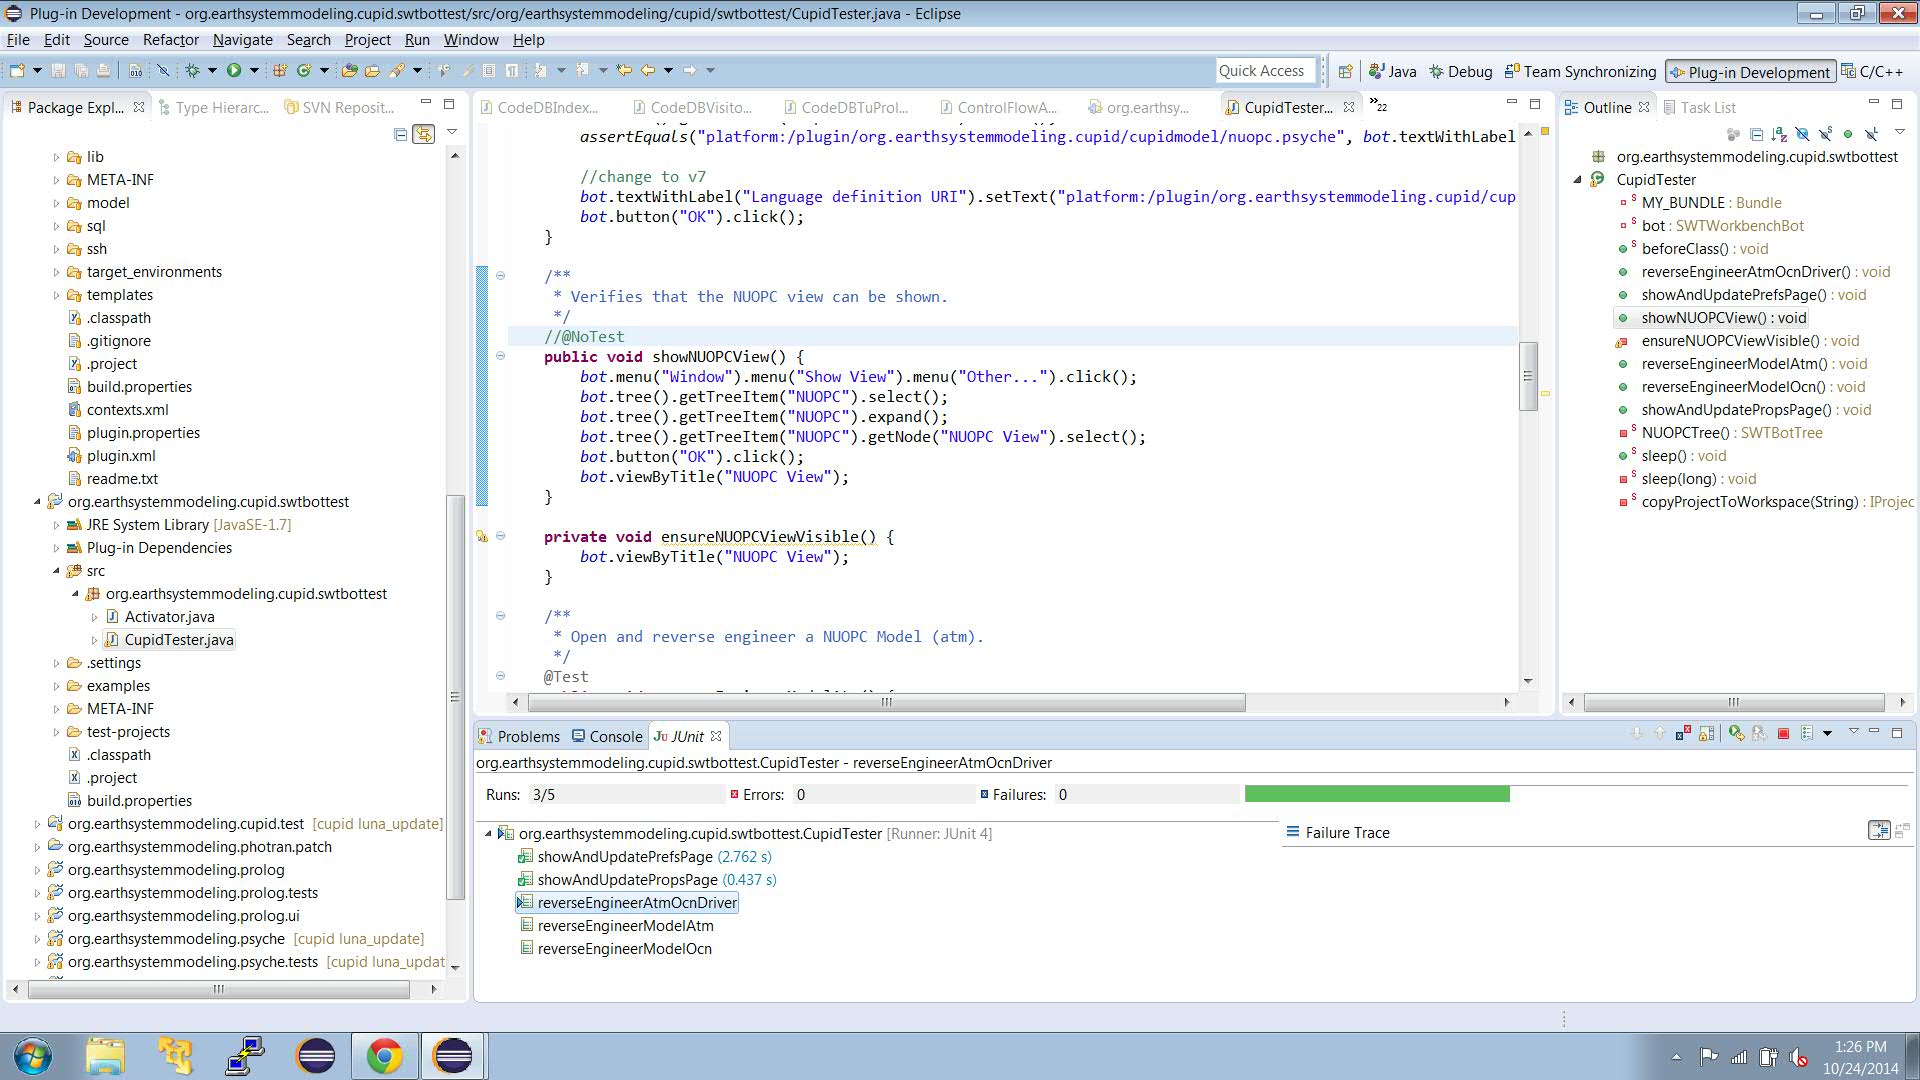 Plug-in Development - org.earthsystemmodeling.cupid.swtbottest/src/org/earthsystemmodeling/cupid/swtbottest/CupidTester.java - Eclipse
File Edit Source Refactor Navigate Search Project Run Window Help
Quick Access
Java Debug Team Synchronizing Plug-in Development C/C++
Package Expl... Type Hierarc... SVN Reposit...
lib
META-INF
model
sql
ssh
target_environments
templates
.classpath
.gitignore
.project
build.properties
contexts.xml
plugin.properties
plugin.xml
readme.txt
org.earthsystemmodeling.cupid.swtbottest
JRE System Library [JavaSE-1.7]
Plug-in Dependencies
src
org.earthsystemmodeling.cupid.swtbottest
Activator.java
CupidTester.java
.settings
examples
META-INF
test-projects
.classpath
.project
build.properties
org.earthsystemmodeling.cupid.test [cupid luna_update]
org.earthsystemmodeling.photran.patch
org.earthsystemmodeling.prolog
org.earthsystemmodeling.prolog.tests
org.earthsystemmodeling.prolog.ui
org.earthsystemmodeling.psyche [cupid luna_update]
org.earthsystemmodeling.psyche.tests [cupid luna_updat
CodeDBIndex... CodeDBVisito... CodeDBTuProl... ControlFlowA... org.earthsy... CupidTester... »22
assertEquals("platform:/plugin/org.earthsystemmodeling.cupid/cupidmodel/nuopc.psyche", bot.textWithLabel
//change to v7
bot.textWithLabel("Language definition URI").setText("platform:/plugin/org.earthsystemmodeling.cupid/cup
bot.button("OK").click();
}
/**
* Verifies that the NUOPC view can be shown.
*/
//@NoTest
public void showNUOPCView() {
bot.menu("Window").menu("Show View").menu("Other...").click();
bot.tree().getTreeItem("NUOPC").select();
bot.tree().getTreeItem("NUOPC").expand();
bot.tree().getTreeItem("NUOPC").getNode("NUOPC View").select();
bot.button("OK").click();
bot.viewByTitle("NUOPC View");
}
private void ensureNUOPCViewVisible() {
bot.viewByTitle("NUOPC View");
}
/**
* Open and reverse engineer a NUOPC Model (atm).
*/
@Test
Outline Task List
org.earthsystemmodeling.cupid.swtbottest
CupidTester
MY_BUNDLE : Bundle
bot : SWTWorkbenchBot
beforeClass() : void
reverseEngineerAtmOcnDriver() : void
showAndUpdatePrefsPage() : void
showNUOPCView() : void
ensureNUOPCViewVisible() : void
reverseEngineerModelAtm() : void
reverseEngineerModelOcn() : void
showAndUpdatePropsPage() : void
NUOPCTree() : SWTBotTree
sleep() : void
sleep(long) : void
copyProjectToWorkspace(String) : IProjec
Problems Console JUnit
org.earthsystemmodeling.cupid.swtbottest.CupidTester - reverseEngineerAtmOcnDriver
Runs: 3/5 Errors: 0 Failures: 0
org.earthsystemmodeling.cupid.swtbottest.CupidTester [Runner: JUnit 4]
showAndUpdatePrefsPage (2.762 s)
showAndUpdatePropsPage (0.437 s)
reverseEngineerAtmOcnDriver
reverseEngineerModelAtm
reverseEngineerModelOcn
Failure Trace
1:26 PM
10/24/2014